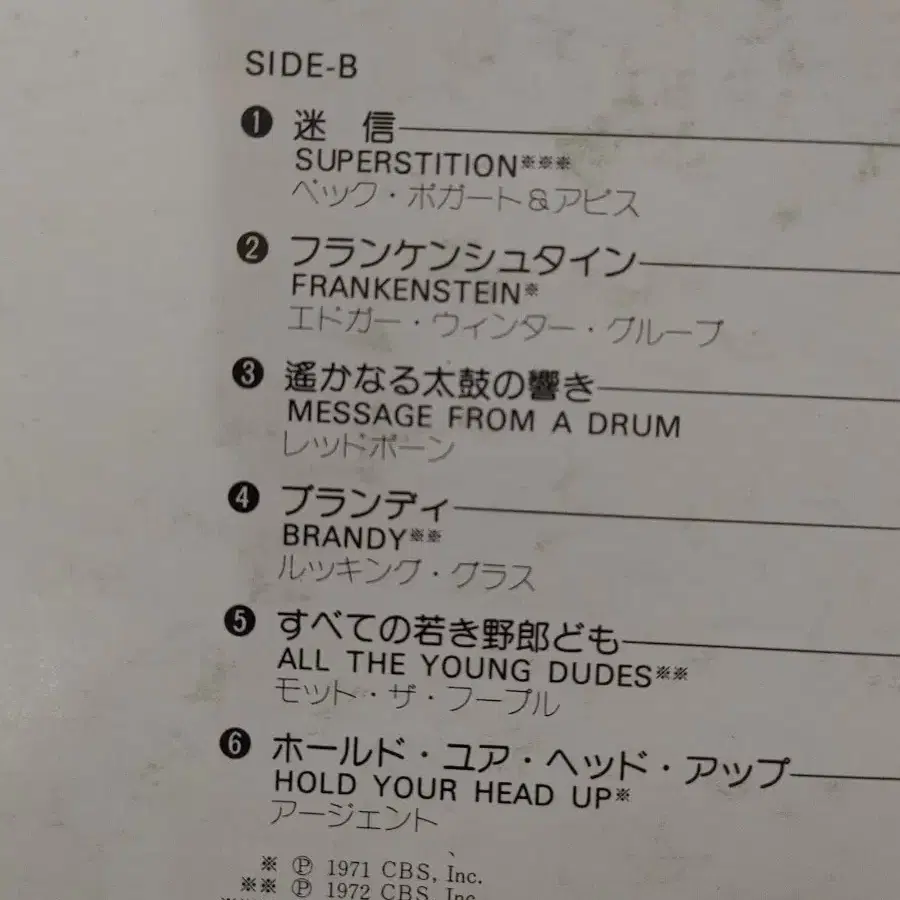 SIDE-B
❶ 迷 信
SUPERSTITION※※※
ベック・ボガート&アピス
❷ フランケンシュタイン
FRANKENSTEIN※
エドガー・ウィンター・グループ
❸ 遙かなる太鼓の響き
MESSAGE FROM A DRUM
レッドボーン
❹ ブランディ
BRANDY※※
ルッキング・グラス
❺ すべての若き野郎ども
ALL THE YOUNG DUDES※※
モット・ザ・フープル
❻ ホールド・ユア・ヘッド・アップ
HOLD YOUR HEAD UP※
アージェント
※ Ⓟ 1971 CBS, Inc.
※※ Ⓟ 1972 CBS, Inc.